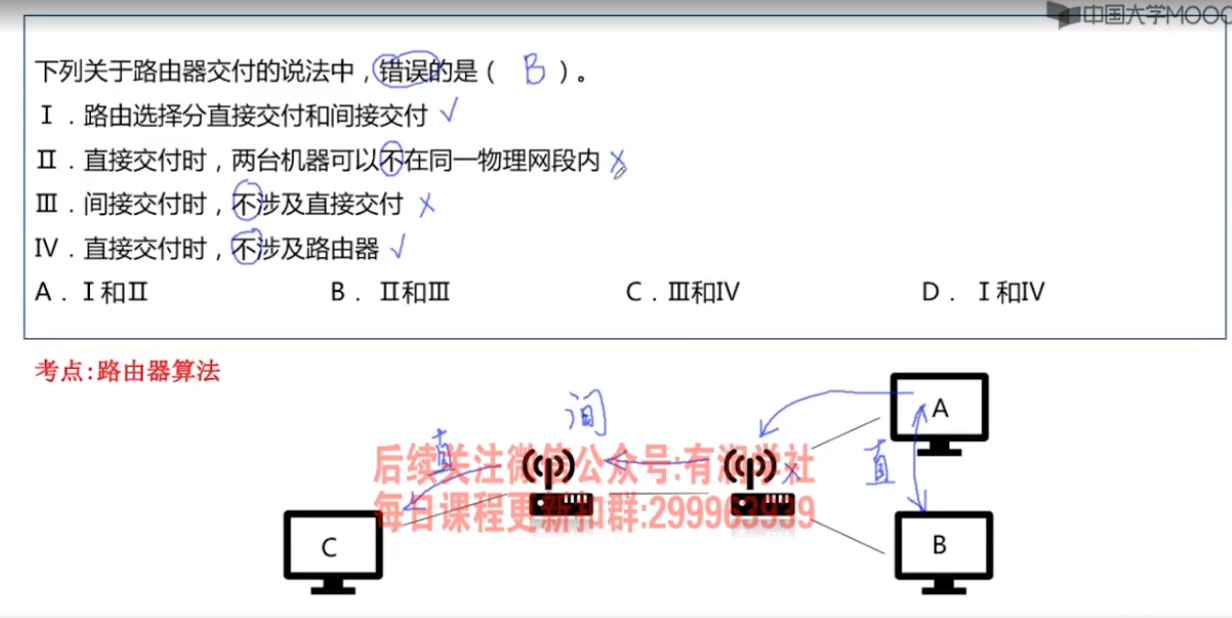 中国大学MOOC
下列关于路由器交付的说法中，错误的是（ B ）。
Ⅰ．路由选择分直接交付和间接交付 √
Ⅱ．直接交付时，两台机器可以不在同一物理网段内 ×
Ⅲ．间接交付时，不涉及直接交付 ×
Ⅳ．直接交付时，不涉及路由器 √
A．Ⅰ和Ⅱ B．Ⅱ和Ⅲ C．Ⅲ和Ⅳ D．Ⅰ和Ⅳ
考点:路由器算法
A
间
直
直
后续关注微信公众号:有淑学社
每日课程更新扣群:299903939
×
C
B